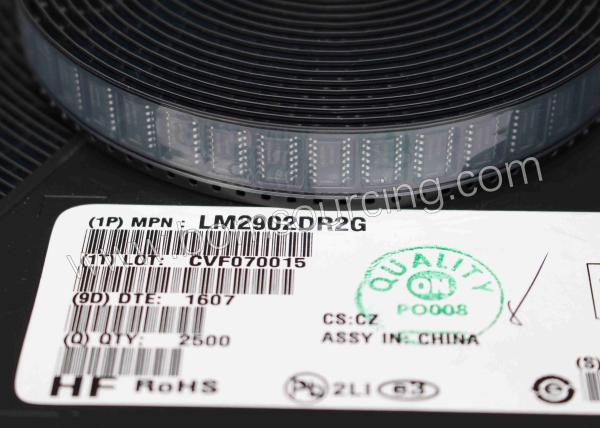 (1P) MPN : LM2902DR2G
(1T) LOT: CVF070015
(9D) DTE: 1607
(Q) QTY: 2500
HF RoHS
QUALITY
ON
PO008
CS:CZ
ASSY IN: CHINA
Pb 2LI e3
(S)